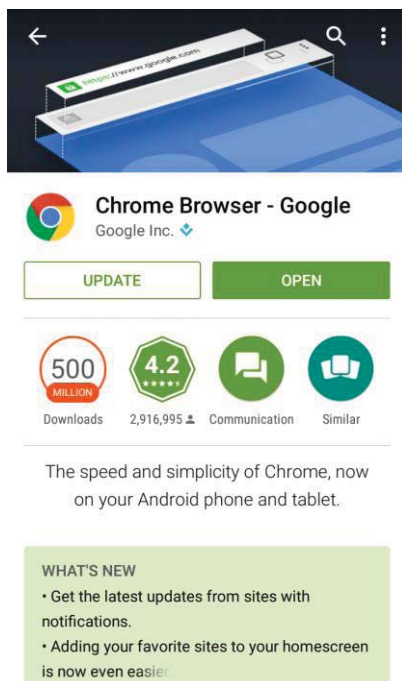 https://www.google.com
Chrome Browser - Google
Google Inc.
UPDATE
OPEN
500
MILLION
Downloads
4.2
2,916,995
Communication
Similar
The speed and simplicity of Chrome, now
on your Android phone and tablet.
WHAT'S NEW
• Get the latest updates from sites with
notifications.
• Adding your favorite sites to your homescreen
is now even easier